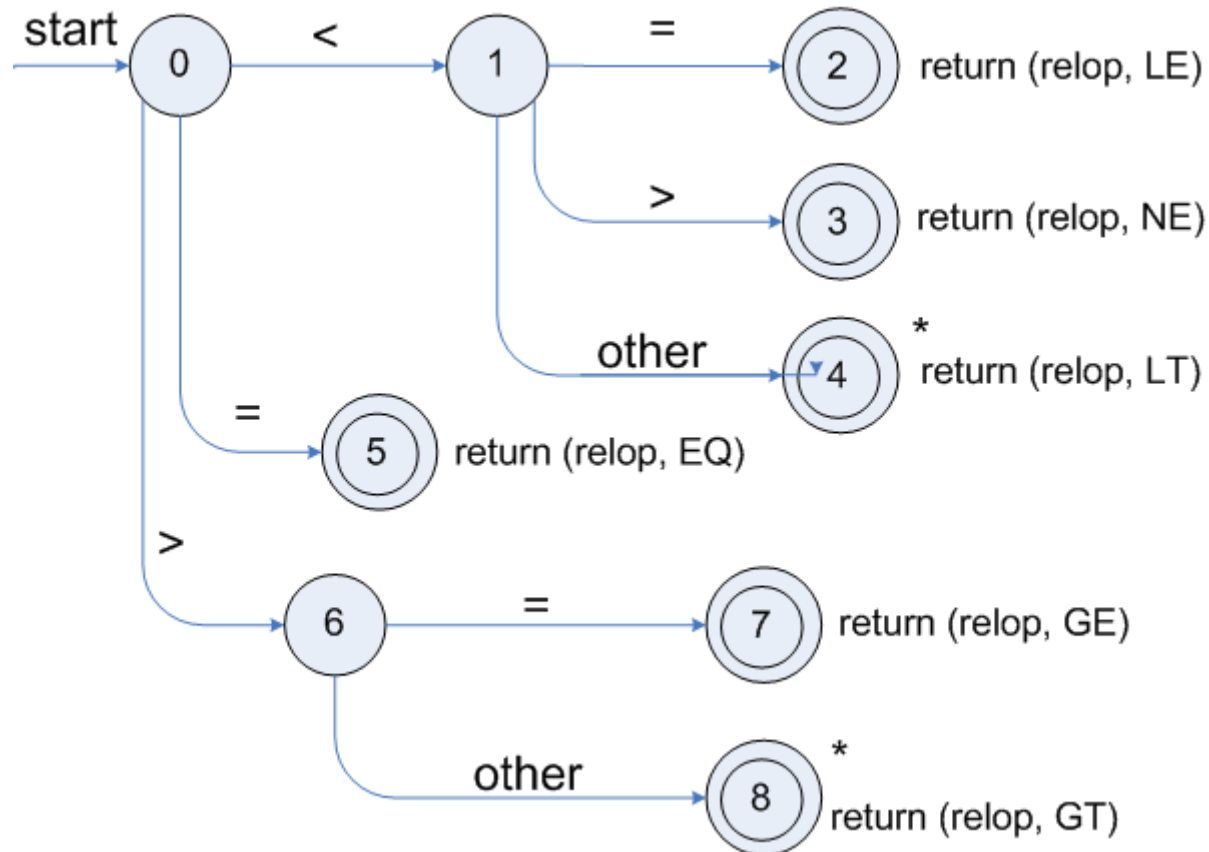 start
0
<
1
=
2
return (relop, LE)
>
3
return (relop, NE)
other
4
*
return (relop, LT)
=
5
return (relop, EQ)
>
6
=
7
return (relop, GE)
other
8
*
return (relop, GT)